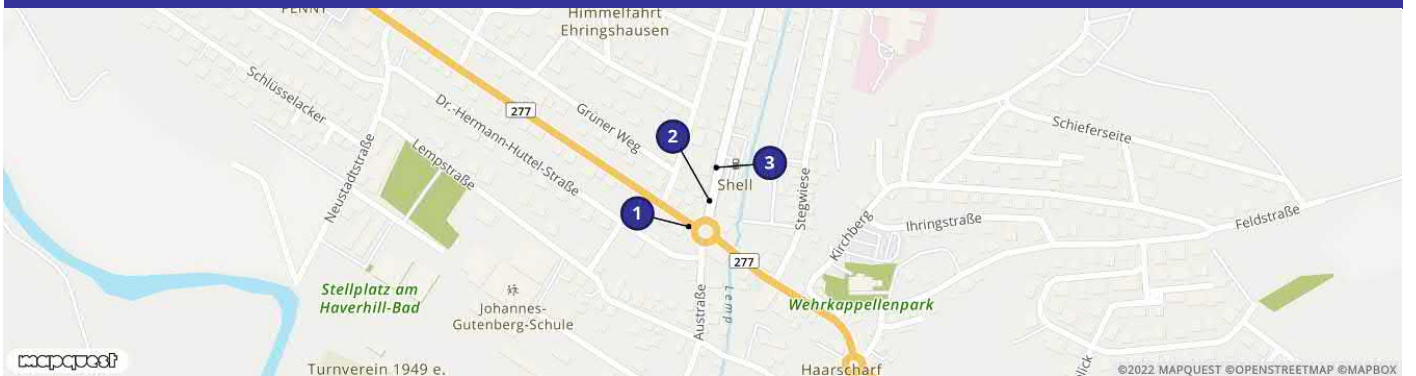 PENNY
Himmelfahrt
Ehringshausen
Schlüsselacker
277
Dr.-Hermann-Huttel-Straße
Grüner Weg
2
3
Shell
Schieferseite
Neustadtstraße
Lempstraße
1
Stegwiese
Kirchberg
Ihringstraße
Feldstraße
277
Stellplatz am
Haverhill-Bad
Johannes-
Gutenberg-Schule
Austraße
Lemp
Wehrkappellenpark
mapquest
Turnverein 1949 e.
Haarscharf
blick
©2022 MAPQUEST ©OPENSTREETMAP ©MAPBOX